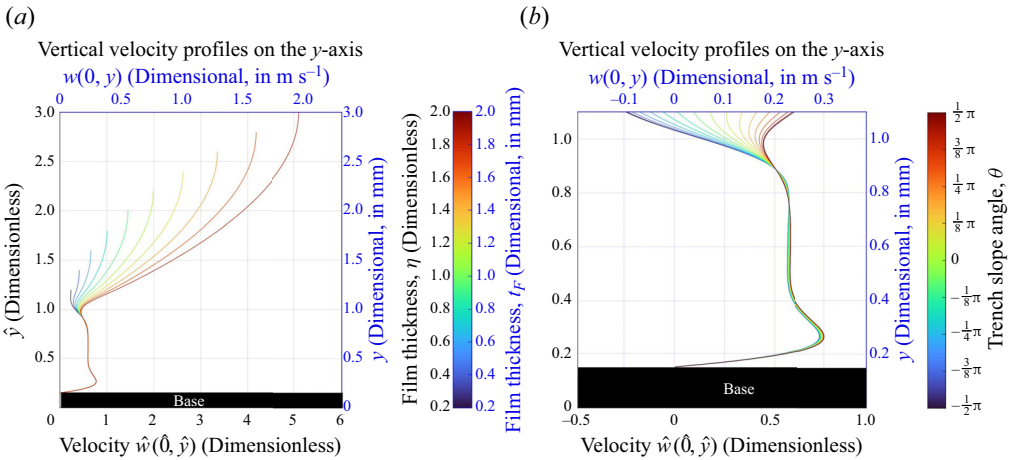 (a)
Vertical velocity profiles on the y-axis
w(0, y) (Dimensional, in m s⁻¹)
0 0.5 1.0 1.5 2.0
3.0
2.5
2.0
1.5
1.0
0.5
ŷ (Dimensionless)
3.0
2.5
2.0
1.5
1.0
0.5
0
y (Dimensional, in mm)
Base
0 1 2 3 4 5 6
Velocity ŵ(0̂, ŷ) (Dimensionless)
Film thickness, η (Dimensionless)
2.0
1.8
1.6
1.4
1.2
1.0
0.8
0.6
0.4
0.2
Film thickness, t_F (Dimensional, in mm)
2.0
1.8
1.6
1.4
1.2
1.0
0.8
0.6
0.4
0.2
(b)
Vertical velocity profiles on the y-axis
w(0, y) (Dimensional, in m s⁻¹)
−0.1 0 0.1 0.2 0.3
1.0
0.8
0.6
0.4
0.2
0
1.0
0.8
0.6
0.4
0.2
y (Dimensional, in mm)
Base
−0.5 0 0.5 1.0
Velocity ŵ(0̂, ŷ) (Dimensionless)
½π
3/8 π
¼π
1/8 π
0
−1/8 π
−¼π
−3/8 π
−½π
Trench slope angle, θ